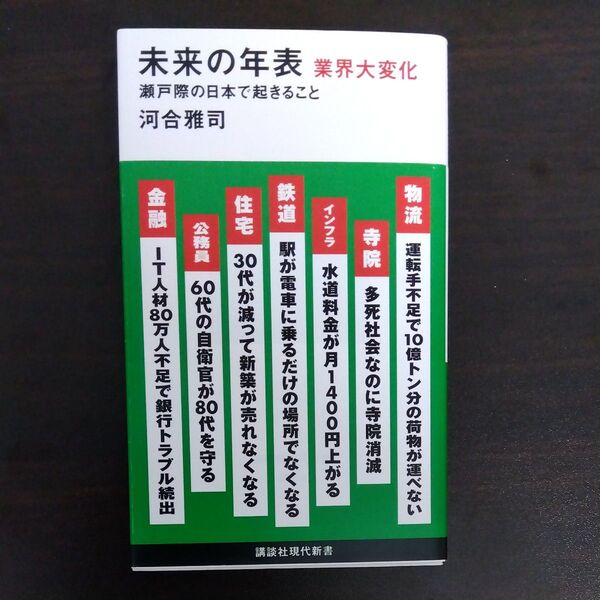 未来の年表 業界大変化
瀬戸際の日本で起きること
河合雅司
物流
運転手不足で10億トン分の荷物が運べない
寺院
多死社会なのに寺院消滅
インフラ
水道料金が月1400円上がる
鉄道
駅が電車に乗るだけの場所でなくなる
住宅
30代が減って新築が売れなくなる
公務員
60代の自衛官が80代を守る
金融
IT人材80万人不足で銀行トラブル続出
講談社現代新書